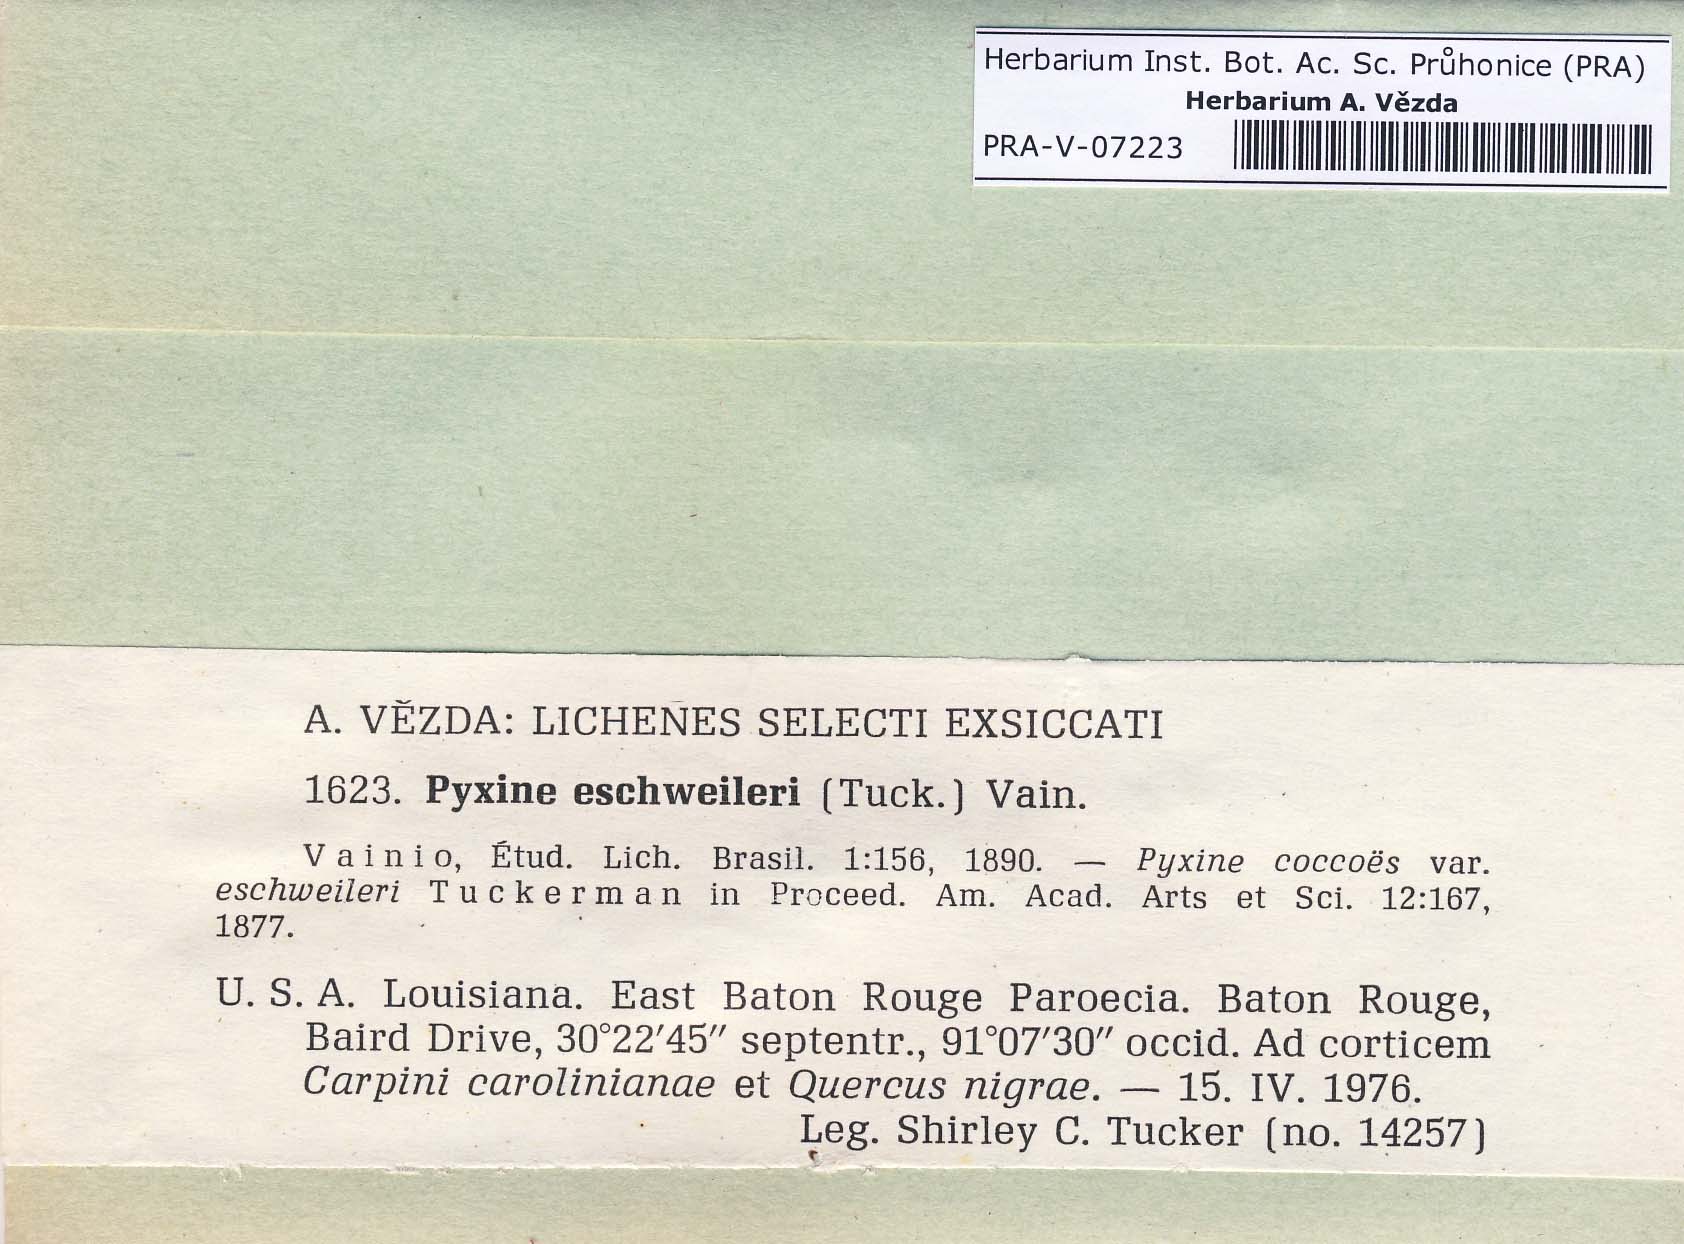 Herbarium Inst. Bot. Ac. Sc. Průhonice (PRA)
Herbarium A. Vězda
PRA-V-07223
A. VĚZDA: LICHENES SELECTI EXSICCATI
1623. Pyxine eschweileri (Tuck.) Vain.
Vainio, Étud. Lich. Brasil. 1:156, 1890. — Pyxine coccoës var.
eschweileri Tuckerman in Proceed. Am. Acad. Arts et Sci. 12:167,
1877.
U. S. A. Louisiana. East Baton Rouge Paroecia. Baton Rouge,
Baird Drive, 30°22′45″ septentr., 91°07′30″ occid. Ad corticem
Carpini carolinianae et Quercus nigrae. — 15. IV. 1976.
Leg. Shirley C. Tucker (no. 14257)